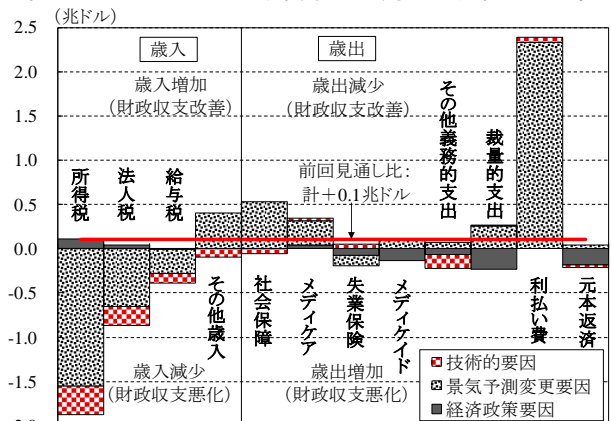 (兆ドル)
2.5
2.0
1.5
1.0
0.5
0.0
-0.5
-1.0
-1.5
歳入
歳出
歳入増加
(財政収支改善)
歳出減少
(財政収支改善)
前回見通し比:
計+0.1兆ドル
所得税
法人税
給与税
その他歳入
社会保障
メディケア
失業保険
メディケイド
その他義務的支出
裁量的支出
利払い費
元本返済
歳入減少
(財政収支悪化)
歳出増加
(財政収支悪化)
技術的要因
景気予測変更要因
経済政策要因